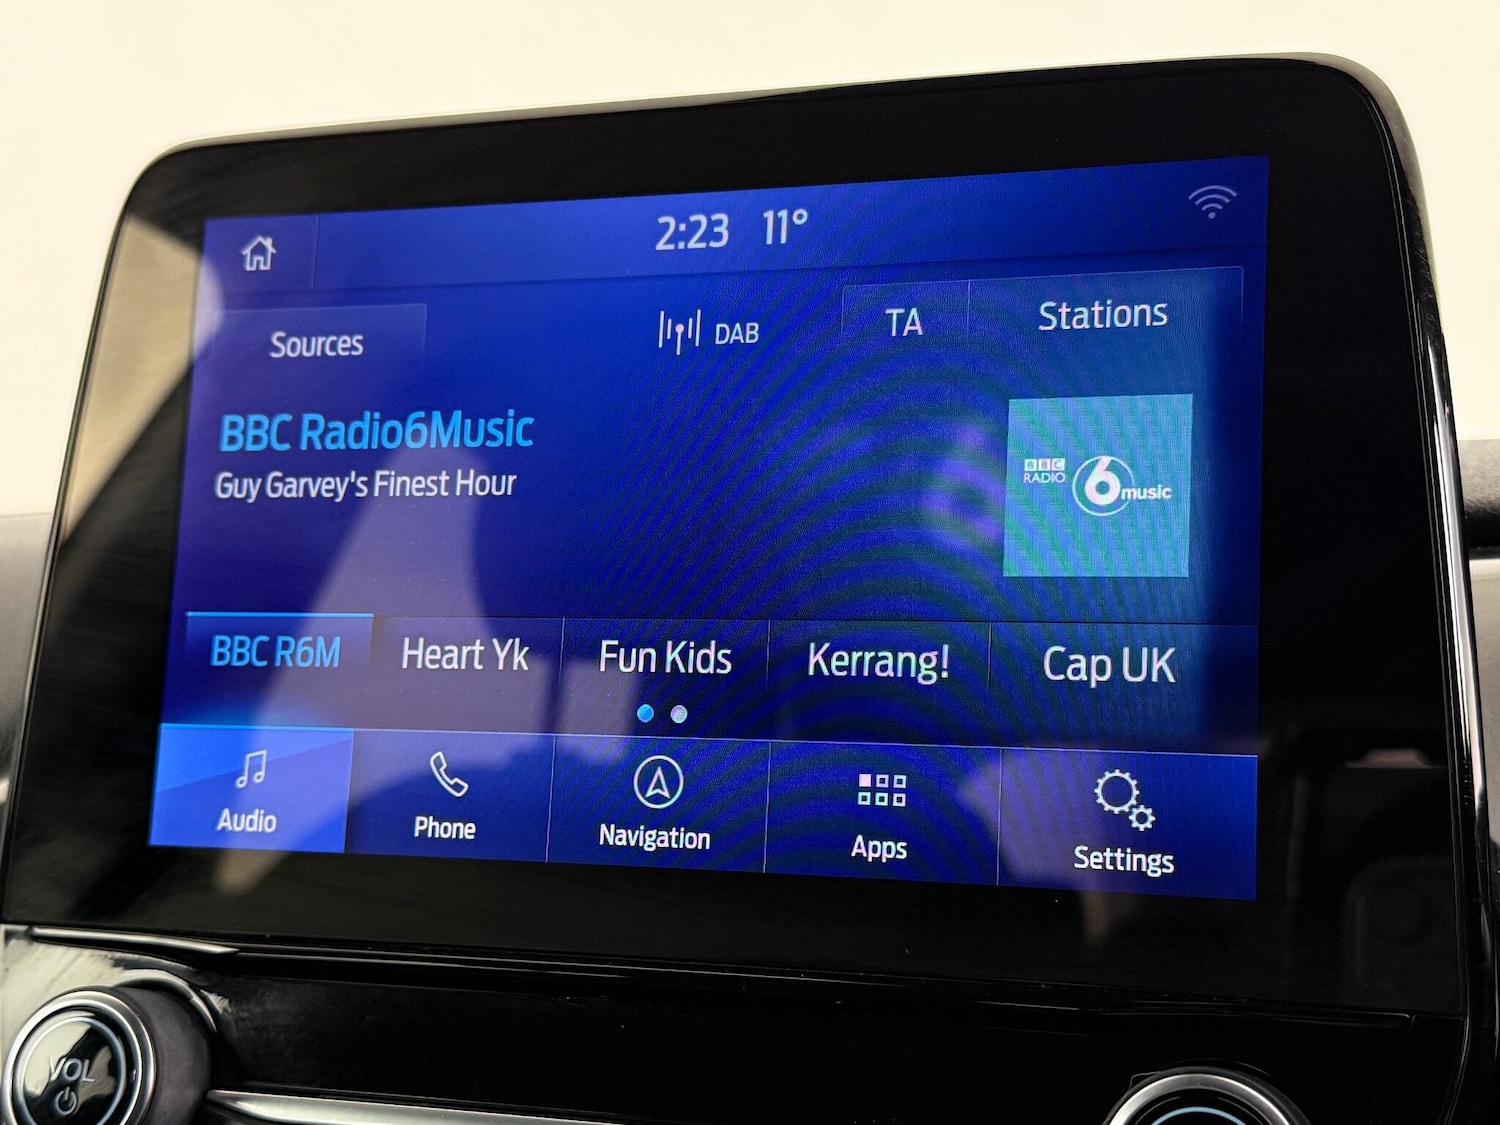 2:23 11°
Sources
DAB
TA
Stations
BBC Radio6Music
Guy Garvey's Finest Hour
BBC
RADIO
6music
BBC R6M
Heart Yk
Fun Kids
Kerrang!
Cap UK
Audio
Phone
Navigation
Apps
Settings
VOL